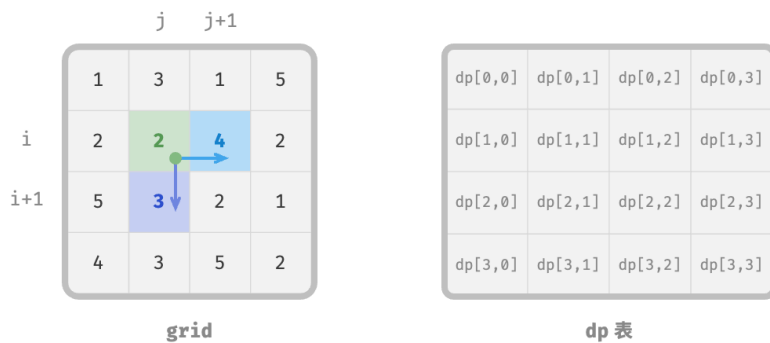 j j+1
1 3 1 5
i 2 2 4 2
i+1 5 3 2 1
4 3 5 2
grid
dp[0,0] dp[0,1] dp[0,2] dp[0,3]
dp[1,0] dp[1,1] dp[1,2] dp[1,3]
dp[2,0] dp[2,1] dp[2,2] dp[2,3]
dp[3,0] dp[3,1] dp[3,2] dp[3,3]
dp 表